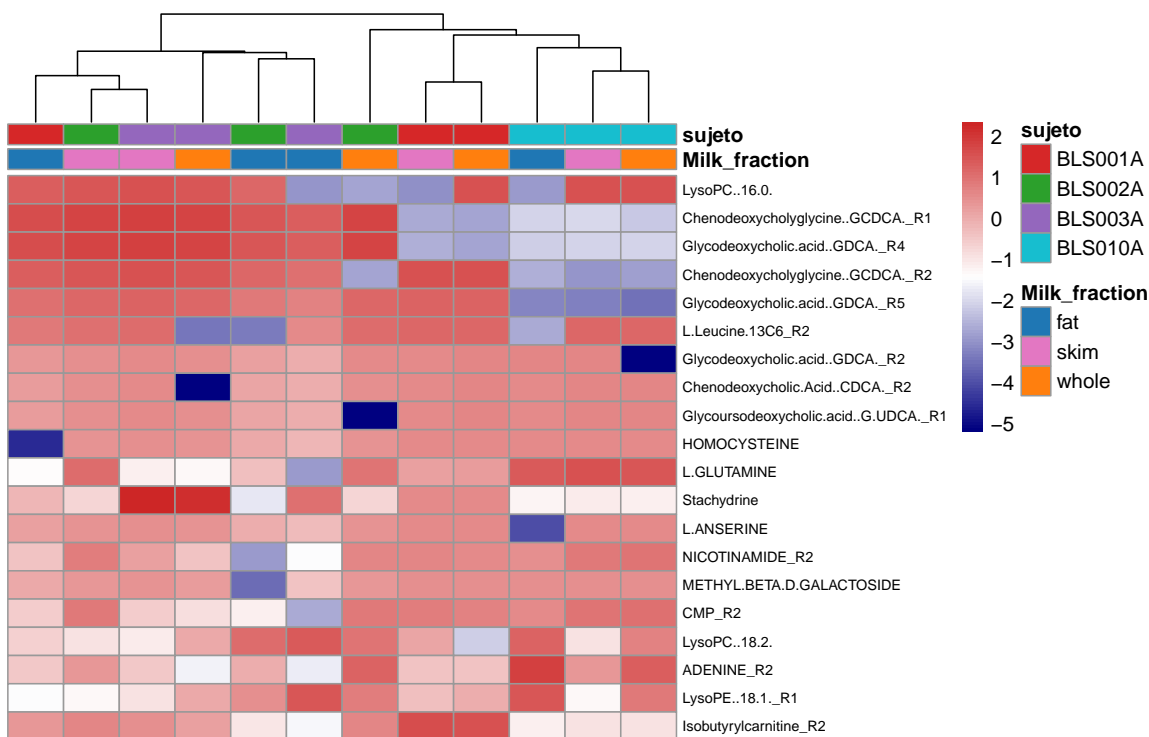 sujeto
Milk_fraction
LysoPC..16.0.
Chenodeoxycholyglycine..GCDCA._R1
Glycodeoxycholic.acid..GDCA._R4
Chenodeoxycholyglycine..GCDCA._R2
Glycodeoxycholic.acid..GDCA._R5
L.Leucine.13C6_R2
Glycodeoxycholic.acid..GDCA._R2
Chenodeoxycholic.Acid..CDCA._R2
Glycoursodeoxycholic.acid..G.UDCA._R1
HOMOCYSTEINE
L.GLUTAMINE
Stachydrine
L.ANSERINE
NICOTINAMIDE_R2
METHYL.BETA.D.GALACTOSIDE
CMP_R2
LysoPC..18.2.
ADENINE_R2
LysoPE..18.1._R1
Isobutyrylcarnitine_R2
2
1
0
−1
−2
−3
−4
−5
sujeto
BLS001A
BLS002A
BLS003A
BLS010A
Milk_fraction
fat
skim
whole